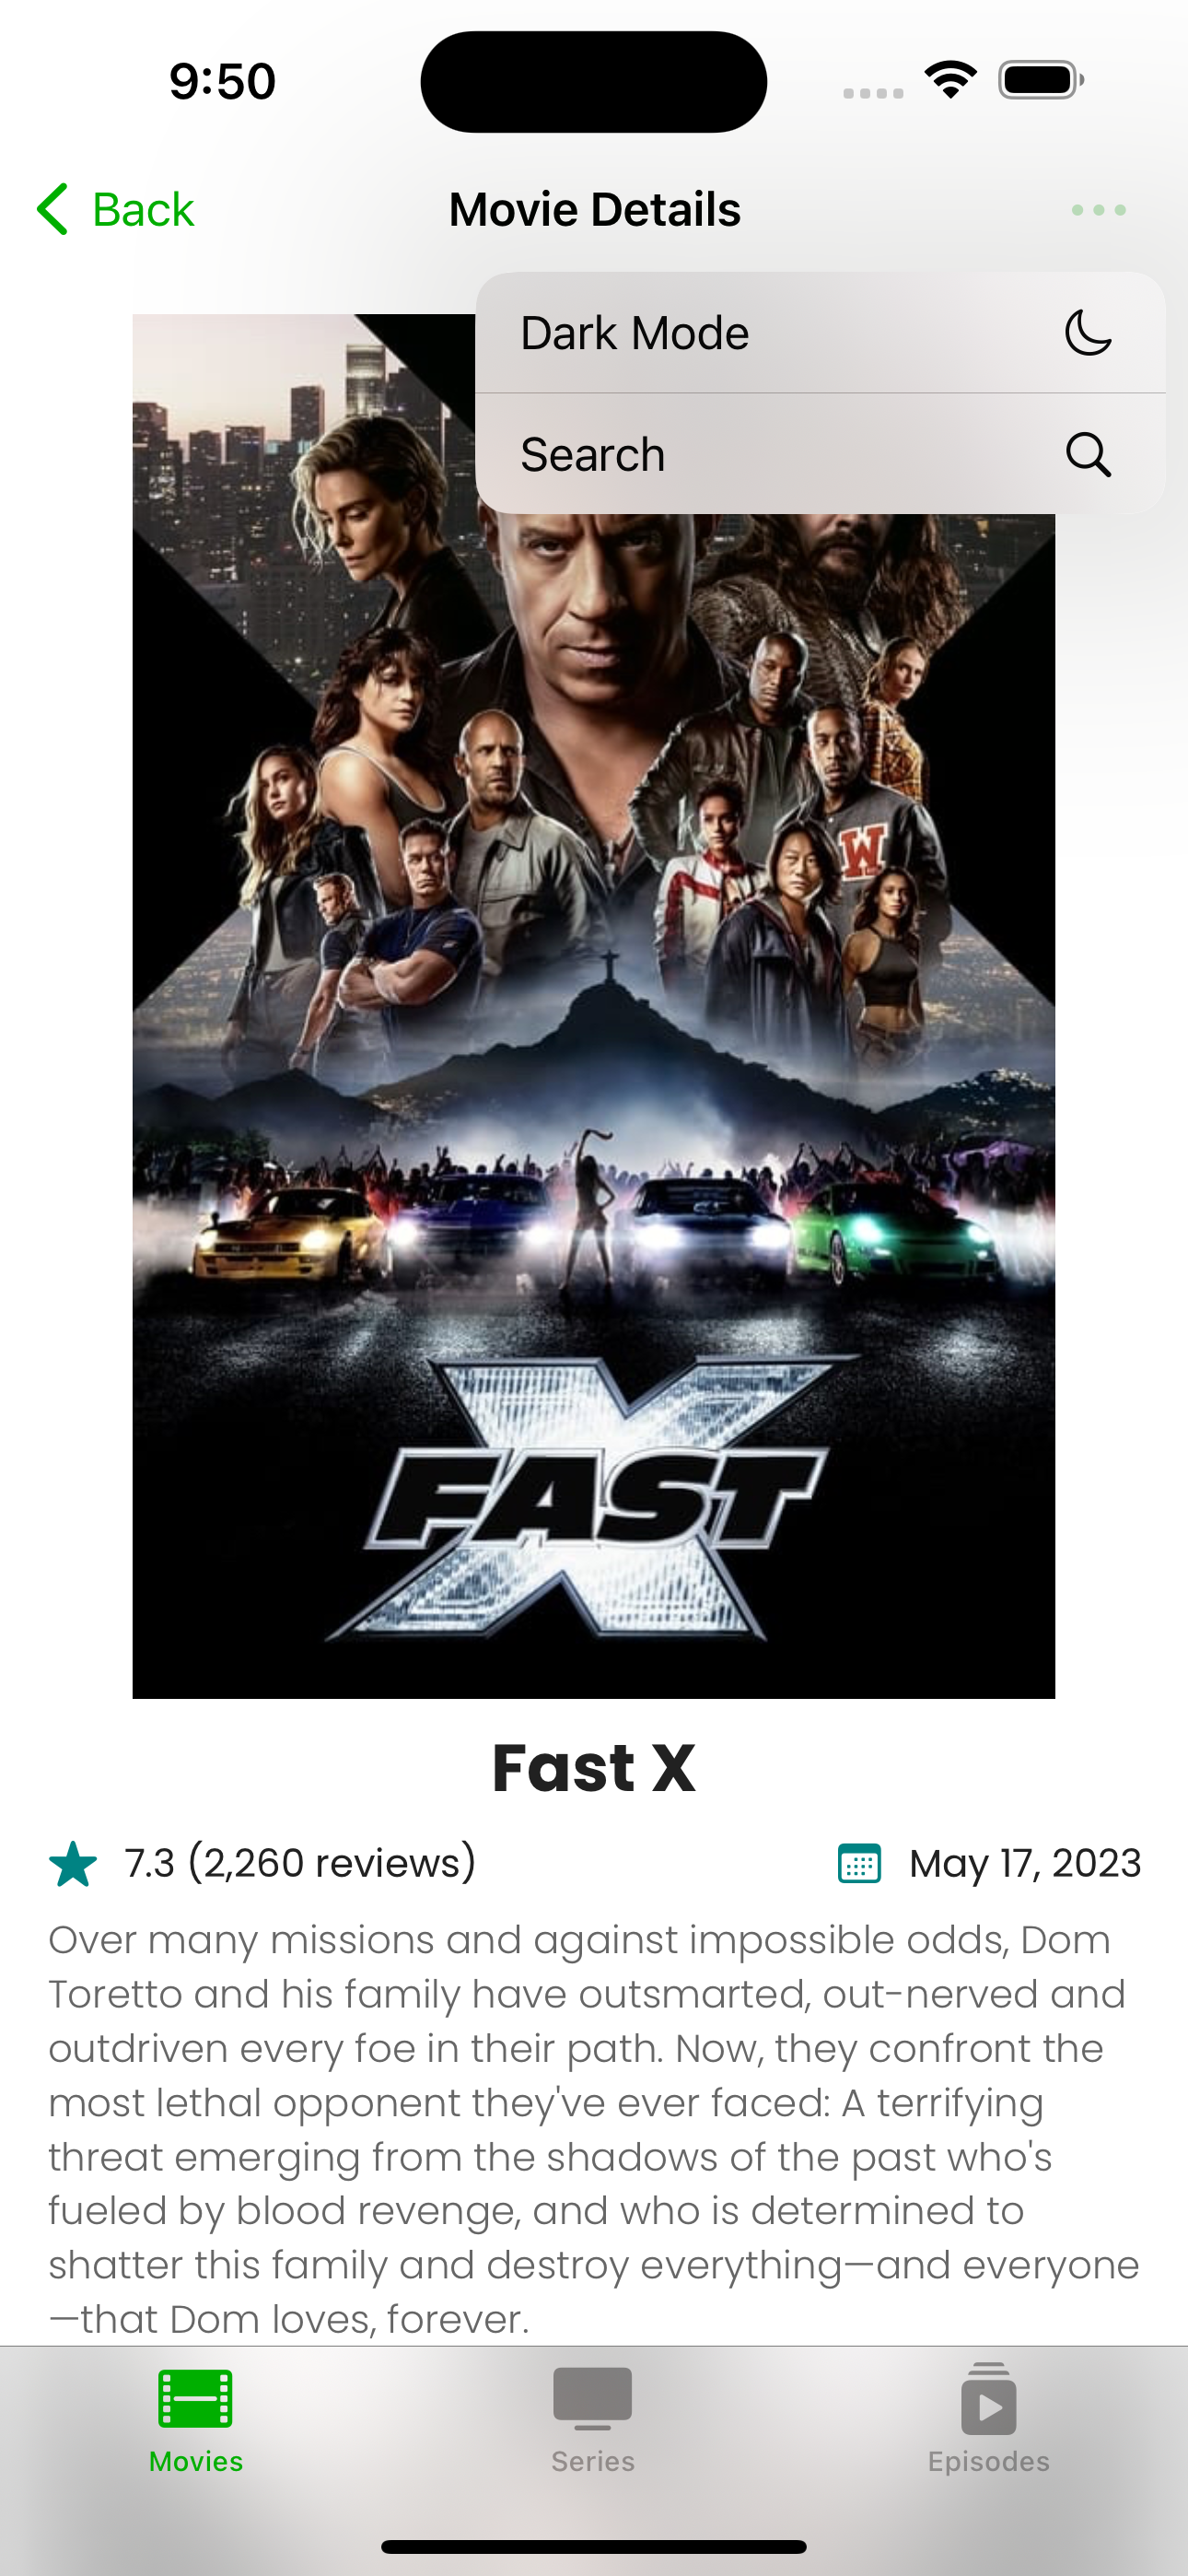 9:50
Back
Movie Details
Dark Mode
Search
W
FAST
X
Fast X
7.3 (2,260 reviews)
May 17, 2023
Over many missions and against impossible odds, Dom
Toretto and his family have outsmarted, out-nerved and
outdriven every foe in their path. Now, they confront the
most lethal opponent they've ever faced: A terrifying
threat emerging from the shadows of the past who's
fueled by blood revenge, and who is determined to
shatter this family and destroy everything—and everyone
—that Dom loves, forever.
Movies
Series
Episodes